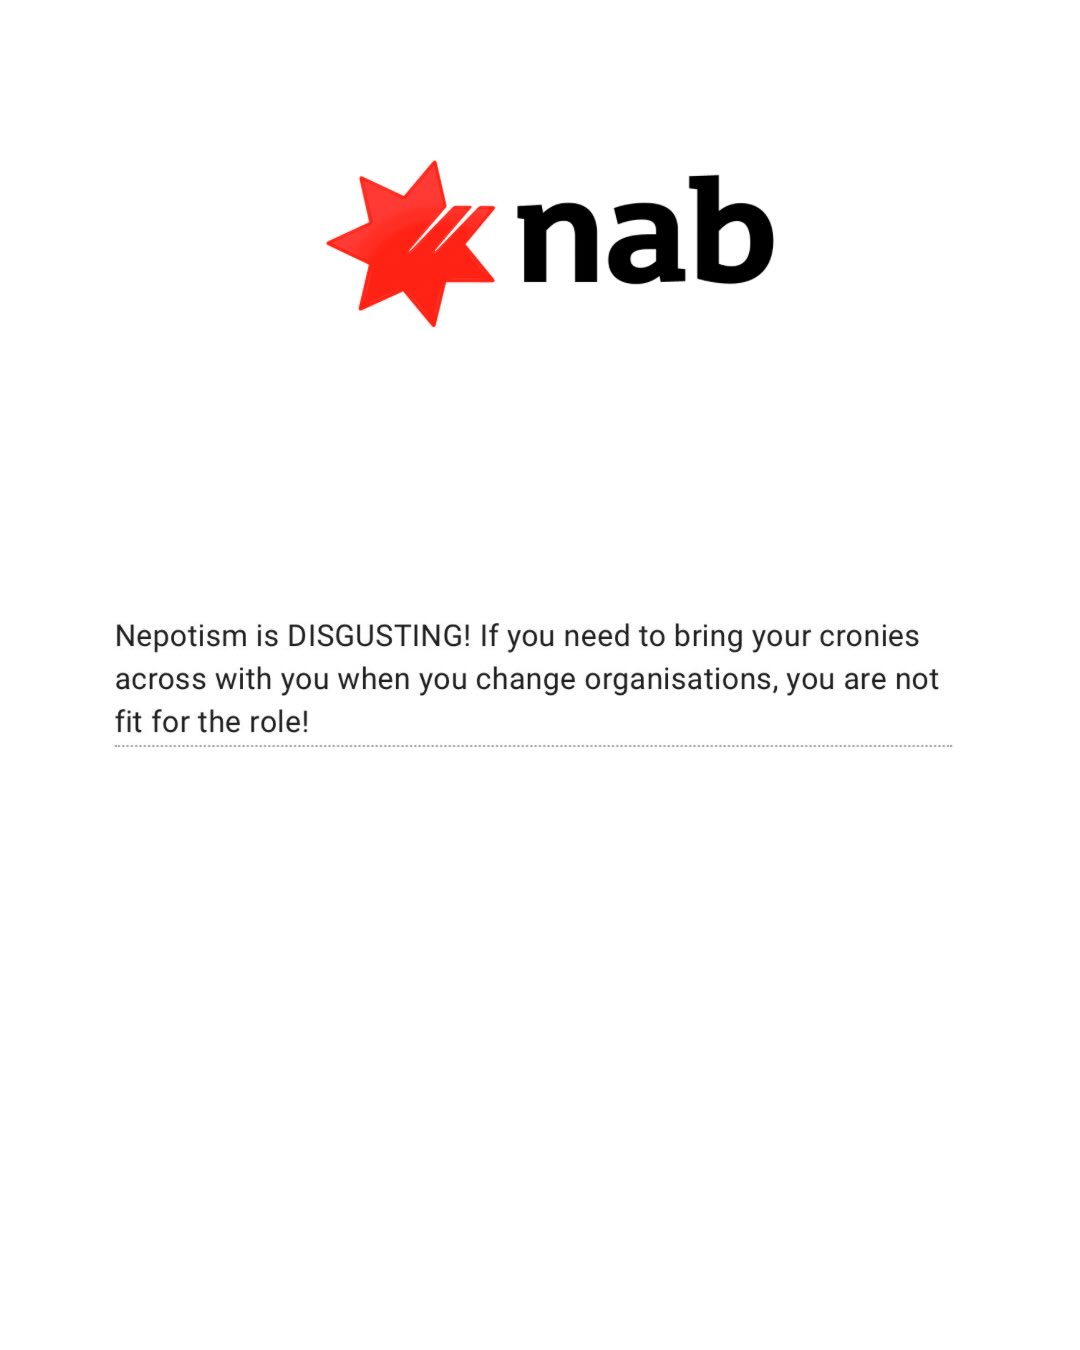 nab
Nepotism is DISGUSTING! If you need to bring your cronies
across with you when you change organisations, you are not
fit for the role!